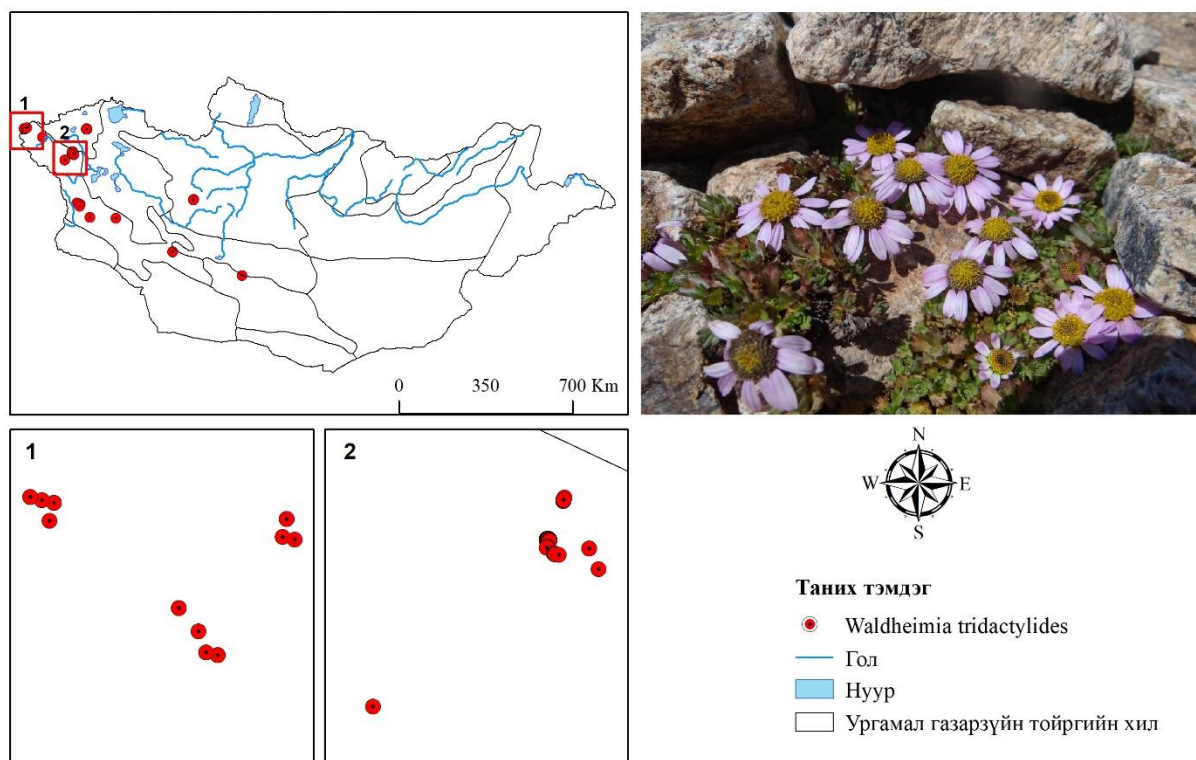 1
2
0 350 700 Km
1
2
N
W E
S
Таних тэмдэг
Waldheimia tridactylides
Гол
Нуур
Ургамал газарзүйн тойргийн хил